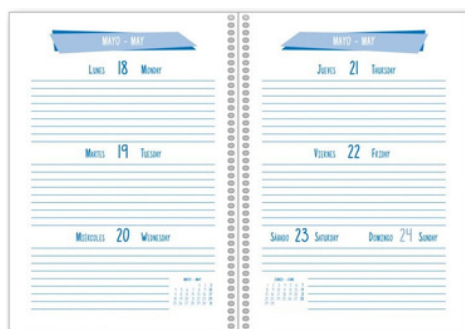 MAYO - MAY
LUNES 18 MONDAY
MARTES 19 TUESDAY
MIÉRCOLES 20 WEDNESDAY
MAYO - MAY
JUEVES 21 THURSDAY
VIERNES 22 FRIDAY
SÁBADO 23 SATURDAY DOMINGO 24 SUNDAY